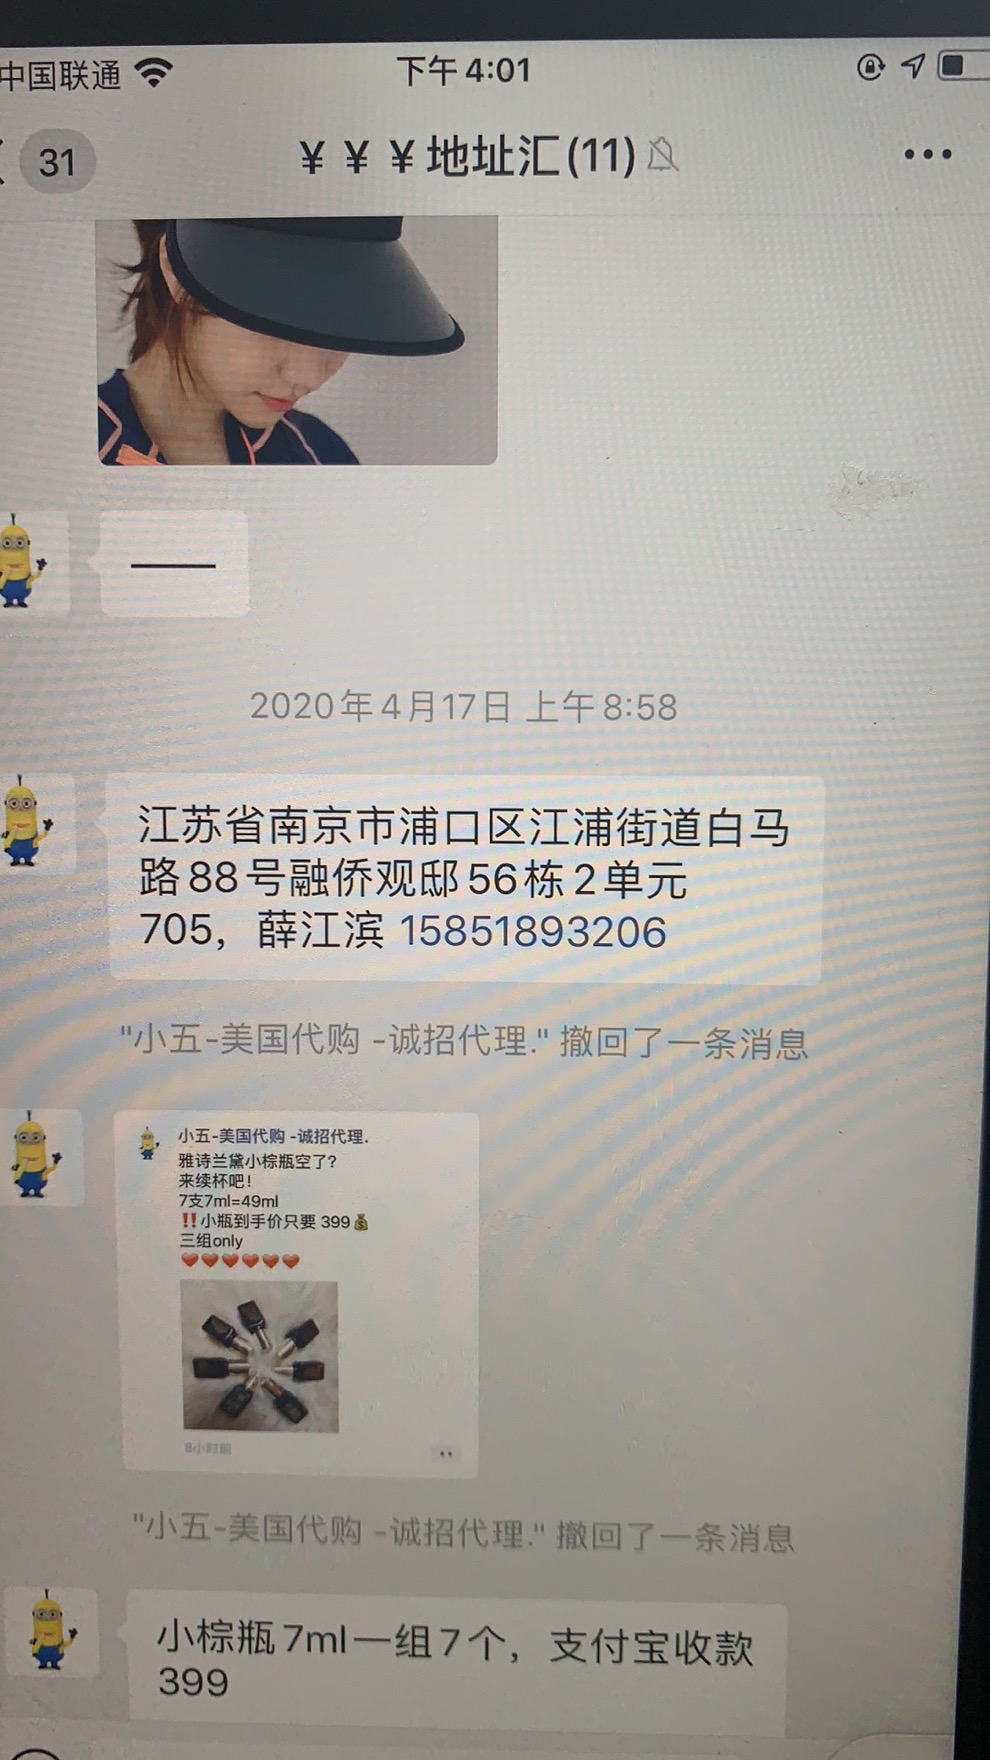 中国联通
下午4:01
31
¥ ¥ ¥地址汇(11)
一
2020年4月17日 上午8:58
江苏省南京市浦口区江浦街道白马
路88号融侨观邸56栋2单元
705，薛江滨 15851893206
"小五-美国代购 -诚招代理." 撤回了一条消息
小五-美国代购 -诚招代理.
雅诗兰黛小棕瓶空了?
来续杯吧!
7支7ml=49ml
‼️小瓶到手价只要 399💰
三组only
❤️❤️❤️❤️❤️❤️
8小时前
"小五-美国代购 -诚招代理." 撤回了一条消息
小棕瓶7ml一组7个，支付宝收款
399